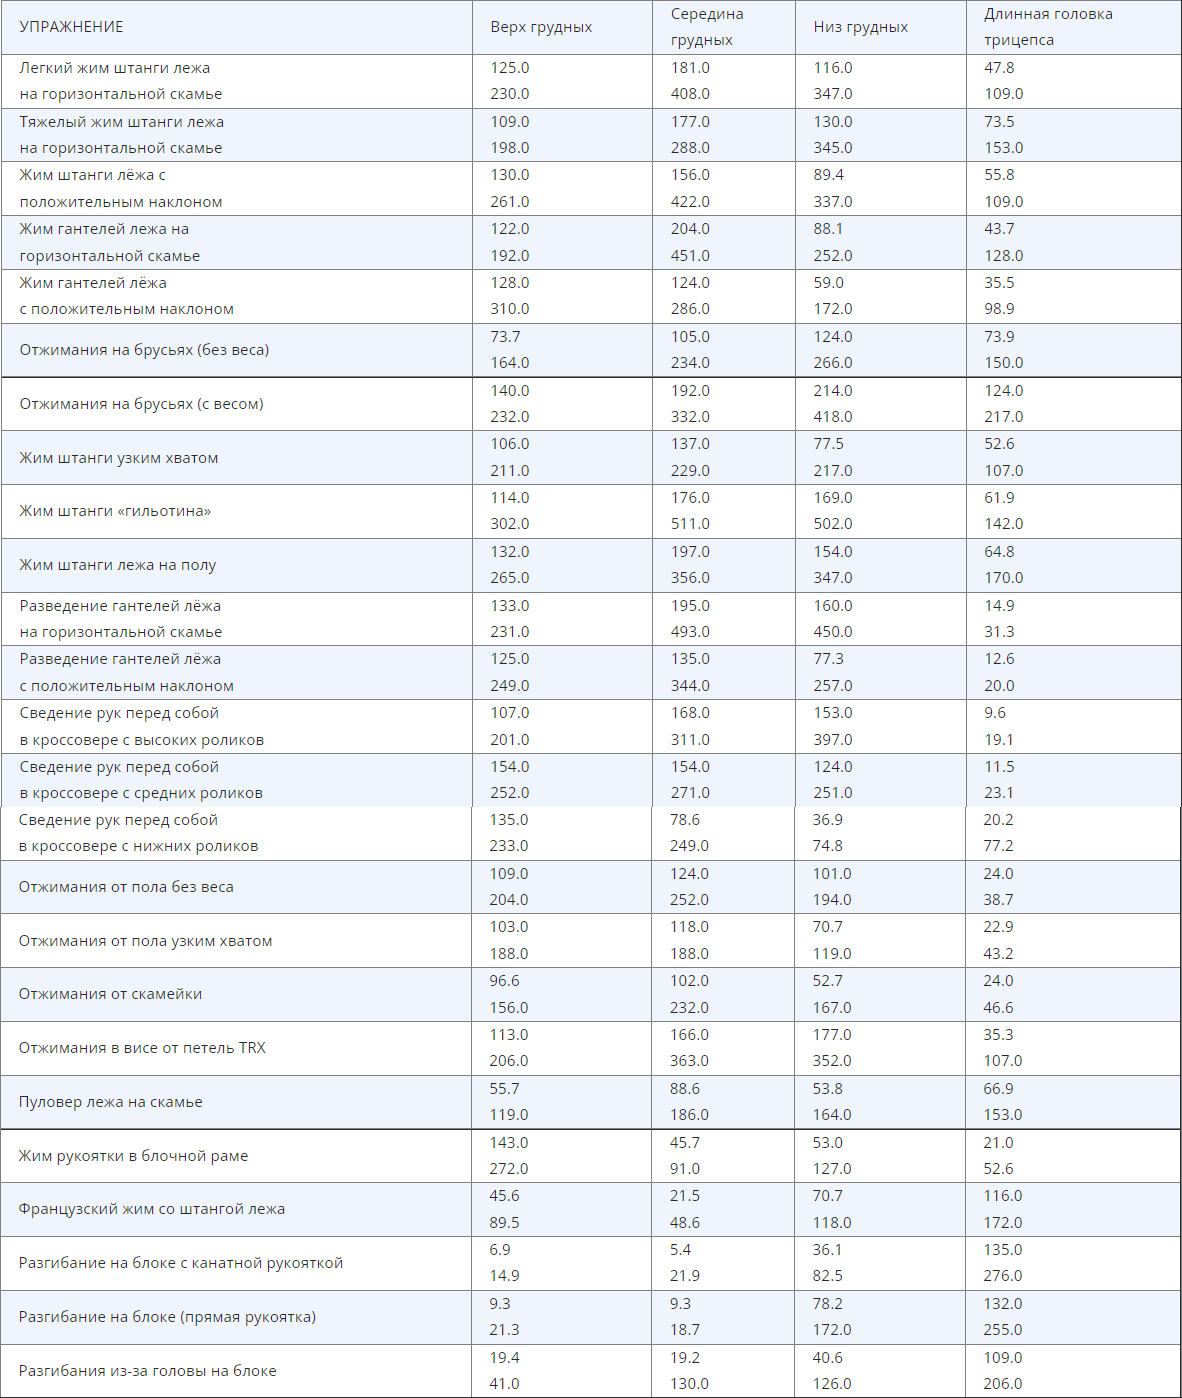 УПРАЖНЕНИЕ Верх грудных Середина грудных Низ грудных Длинная головка трицепса
Легкий жим штанги лежа 125.0 181.0 116.0 47.8
на горизонтальной скамье 230.0 408.0 347.0 109.0
Тяжелый жим штанги лежа 109.0 177.0 130.0 73.5
на горизонтальной скамье 198.0 288.0 345.0 153.0
Жим штанги лёжа с 130.0 156.0 89.4 55.8
положительным наклоном 261.0 422.0 337.0 109.0
Жим гантелей лежа на 122.0 204.0 88.1 43.7
горизонтальной скамье 192.0 451.0 252.0 128.0
Жим гантелей лёжа 128.0 124.0 59.0 35.5
с положительным наклоном 310.0 286.0 172.0 98.9
Отжимания на брусьях (без веса) 73.7 105.0 124.0 73.9
164.0 234.0 266.0 150.0
Отжимания на брусьях (с весом) 140.0 192.0 214.0 124.0
232.0 332.0 418.0 217.0
Жим штанги узким хватом 106.0 137.0 77.5 52.6
211.0 229.0 217.0 107.0
Жим штанги «гильотина» 114.0 176.0 169.0 61.9
302.0 511.0 502.0 142.0
Жим штанги лежа на полу 132.0 197.0 154.0 64.8
265.0 356.0 347.0 170.0
Разведение гантелей лёжа 133.0 195.0 160.0 14.9
на горизонтальной скамье 231.0 493.0 450.0 31.3
Разведение гантелей лёжа 125.0 135.0 77.3 12.6
с положительным наклоном 249.0 344.0 257.0 20.0
Сведение рук перед собой 107.0 168.0 153.0 9.6
в кроссовере с высоких роликов 201.0 311.0 397.0 19.1
Сведение рук перед собой 154.0 154.0 124.0 11.5
в кроссовере с средних роликов 252.0 271.0 251.0 23.1
Сведение рук перед собой 135.0 78.6 36.9 20.2
в кроссовере с нижних роликов 233.0 249.0 74.8 77.2
Отжимания от пола без веса 109.0 124.0 101.0 24.0
204.0 252.0 194.0 38.7
Отжимания от пола узким хватом 103.0 118.0 70.7 22.9
188.0 188.0 119.0 43.2
Отжимания от скамейки 96.6 102.0 52.7 24.0
156.0 232.0 167.0 46.6
Отжимания в висе от петель TRX 113.0 166.0 177.0 35.3
206.0 363.0 352.0 107.0
Пуловер лежа на скамье 55.7 88.6 53.8 66.9
119.0 186.0 164.0 153.0
Жим рукоятки в блочной раме 143.0 45.7 53.0 21.0
272.0 91.0 127.0 52.6
Французский жим со штангой лежа 45.6 21.5 70.7 116.0
89.5 48.6 118.0 172.0
Разгибание на блоке с канатной рукояткой 6.9 5.4 36.1 135.0
14.9 21.9 82.5 276.0
Разгибание на блоке (прямая рукоятка) 9.3 9.3 78.2 132.0
21.3 18.7 172.0 255.0
Разгибания из-за головы на блоке 19.4 19.2 40.6 109.0
41.0 130.0 126.0 206.0